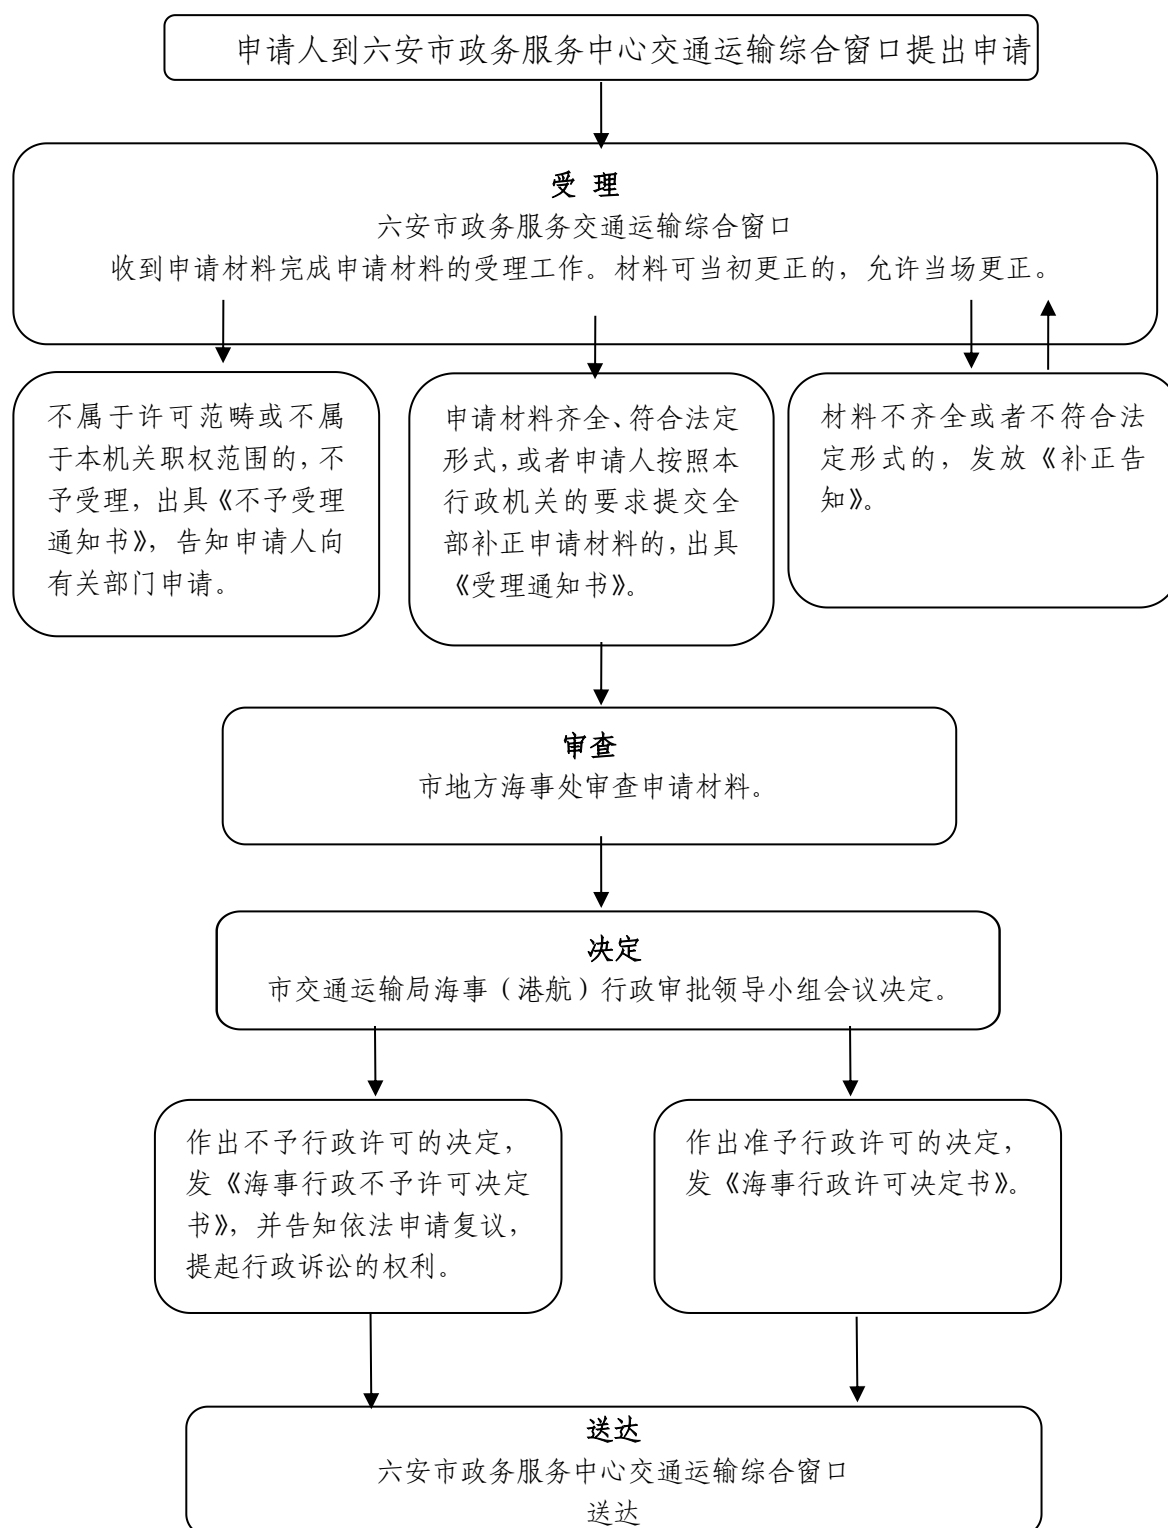 申请人到六安市政务服务中心交通运输综合窗口提出申请
受 理
六安市政务服务交通运输综合窗口
收到申请材料完成申请材料的受理工作。材料可当初更正的，允许当场更正。
不属于许可范畴或不属
于本机关职权范围的，不
予受理，出具《不予受理
通知书》，告知申请人向
有关部门申请。
申请材料齐全、符合法定
形式，或者申请人按照本
行政机关的要求提交全
部补正申请材料的，出具
《受理通知书》。
材料不齐全或者不符合法
定形式的，发放《补正告
知》。
审查
市地方海事处审查申请材料。
决定
市交通运输局海事（港航）行政审批领导小组会议决定。
作出不予行政许可的决定，
发《海事行政不予许可决定
书》，并告知依法申请复议，
提起行政诉讼的权利。
作出准予行政许可的决定，
发《海事行政许可决定书》。
送达
六安市政务服务中心交通运输综合窗口
送达